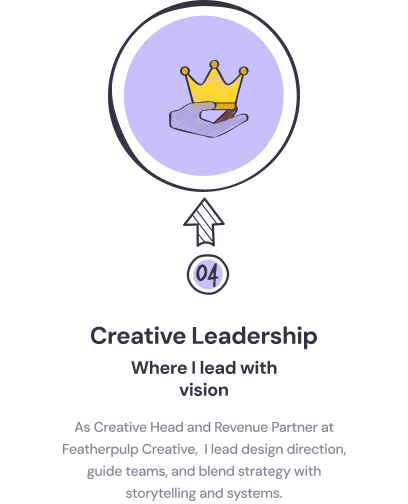 04
Creative Leadership
Where I lead with
vision
As Creative Head and Revenue Partner at
Featherpulp Creative,  I lead design direction,
guide teams, and blend strategy with
storytelling and systems.